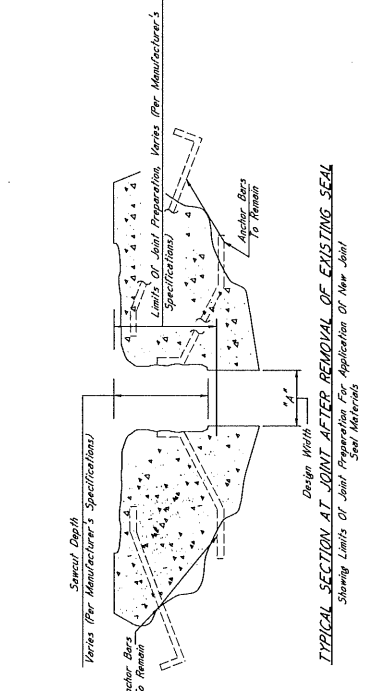 Sawcut Depth
Varies (Per Manufacturer's Specifications)
Limits Of Joint Preparation, Varies (Per Manufacturer's
Specifications)
Anchor Bars
To Remain
Anchor Bars
To Remain
"A"
Design Width
TYPICAL SECTION AT JOINT AFTER REMOVAL OF EXISTING SEAL
Showing Limits Of Joint Preparation For Application Of New Joint
Seal Materials